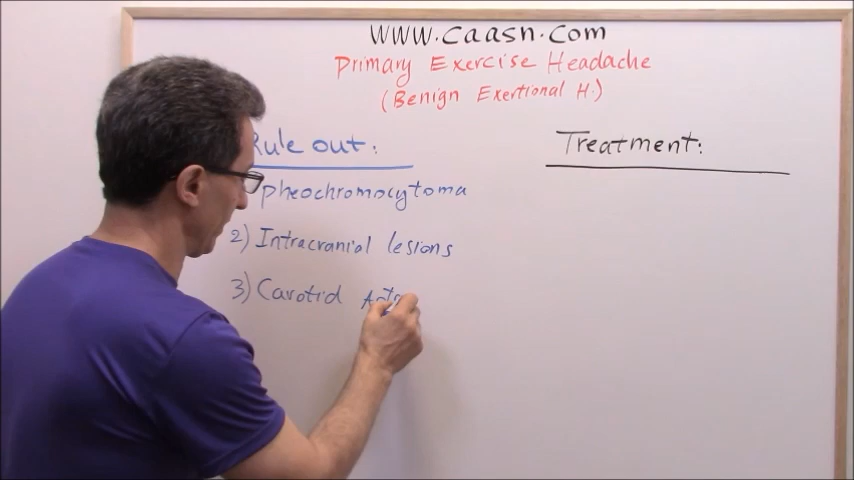 www.caasn.com
Primary Exercise Headache
(Benign Exertional H.)
Rule out:
pheochromocytoma
2) Intracranial lesions
3) Carotid
Treatment: